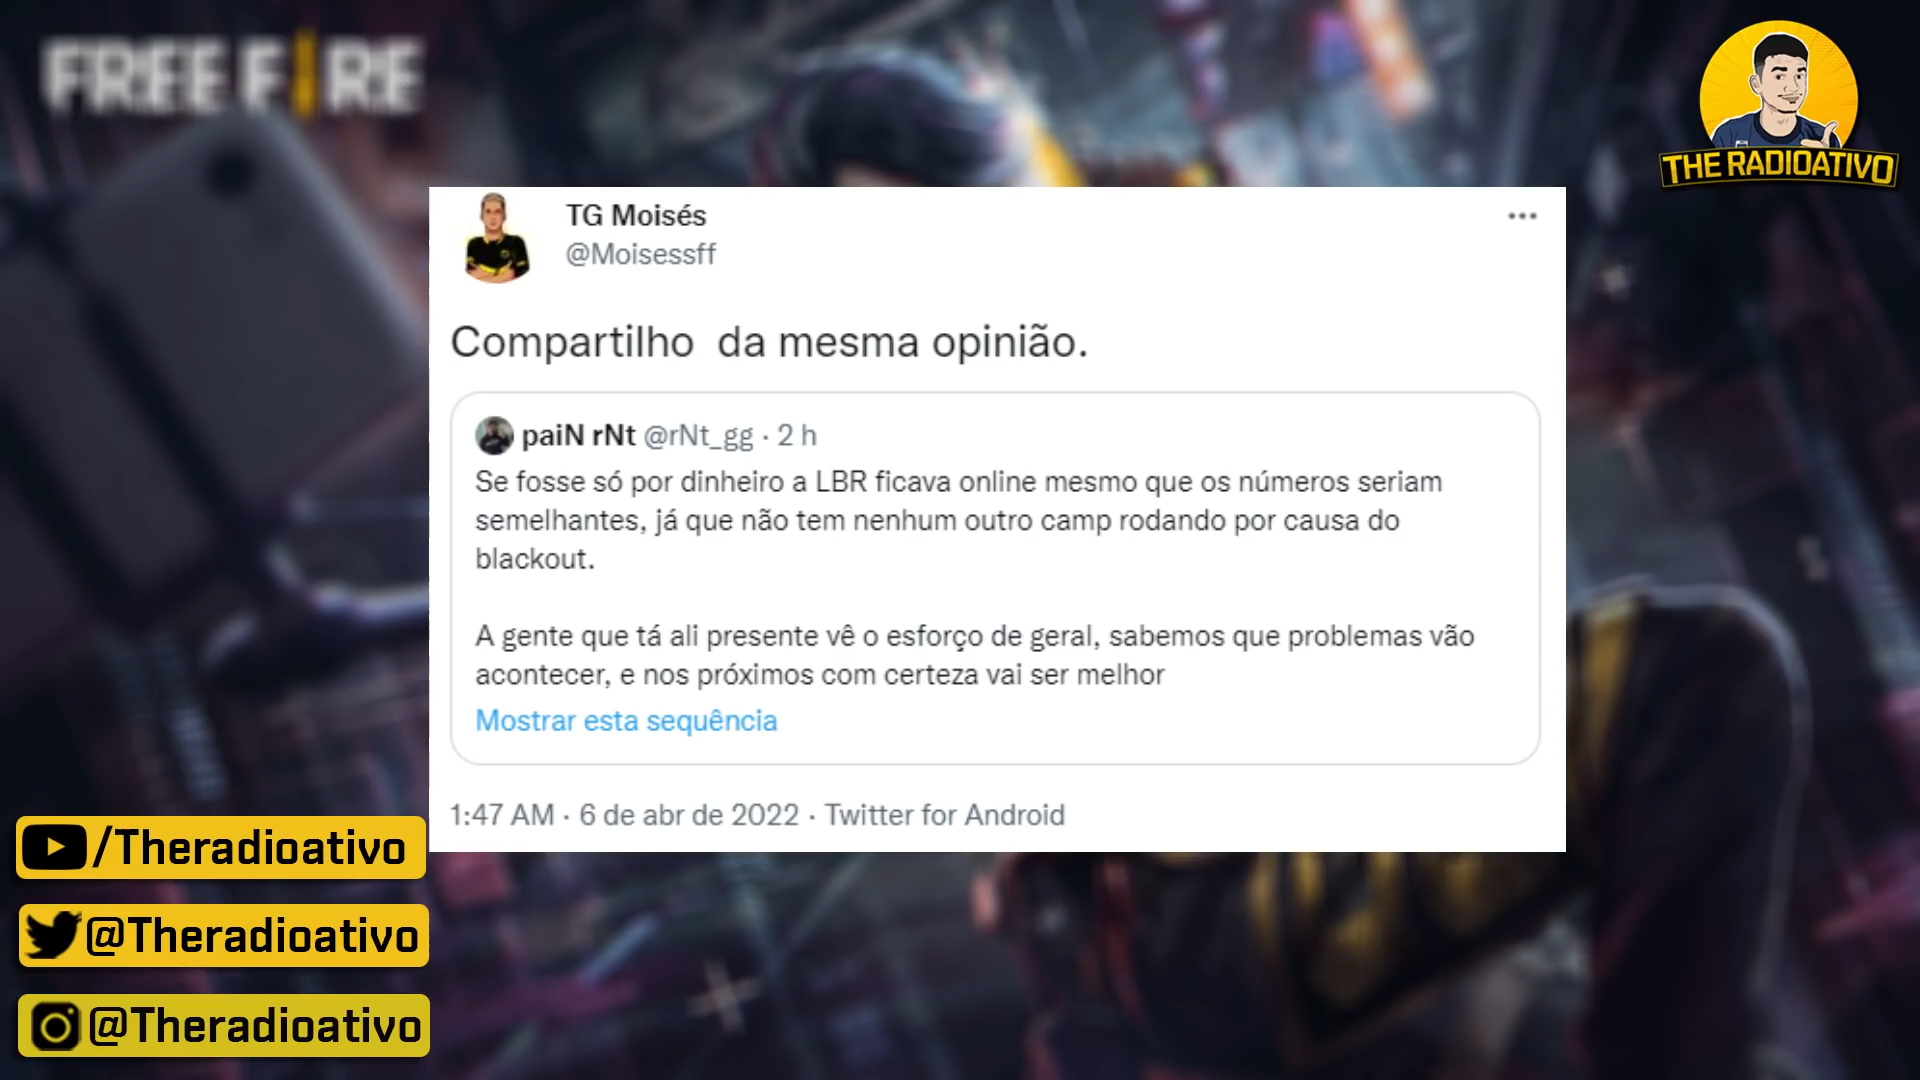 FREE FIRE
THE RADIOATIVO
TG Moisés
@Moisessff
Compartilho  da mesma opinião.
paiN rNt @rNt_gg · 2 h
Se fosse só por dinheiro a LBR ficava online mesmo que os números seriam
semelhantes, já que não tem nenhum outro camp rodando por causa do
blackout.
A gente que tá ali presente vê o esforço de geral, sabemos que problemas vão
acontecer, e nos próximos com certeza vai ser melhor
Mostrar esta sequência
1:47 AM · 6 de abr de 2022 · Twitter for Android
/Theradioativo
@Theradioativo
@Theradioativo